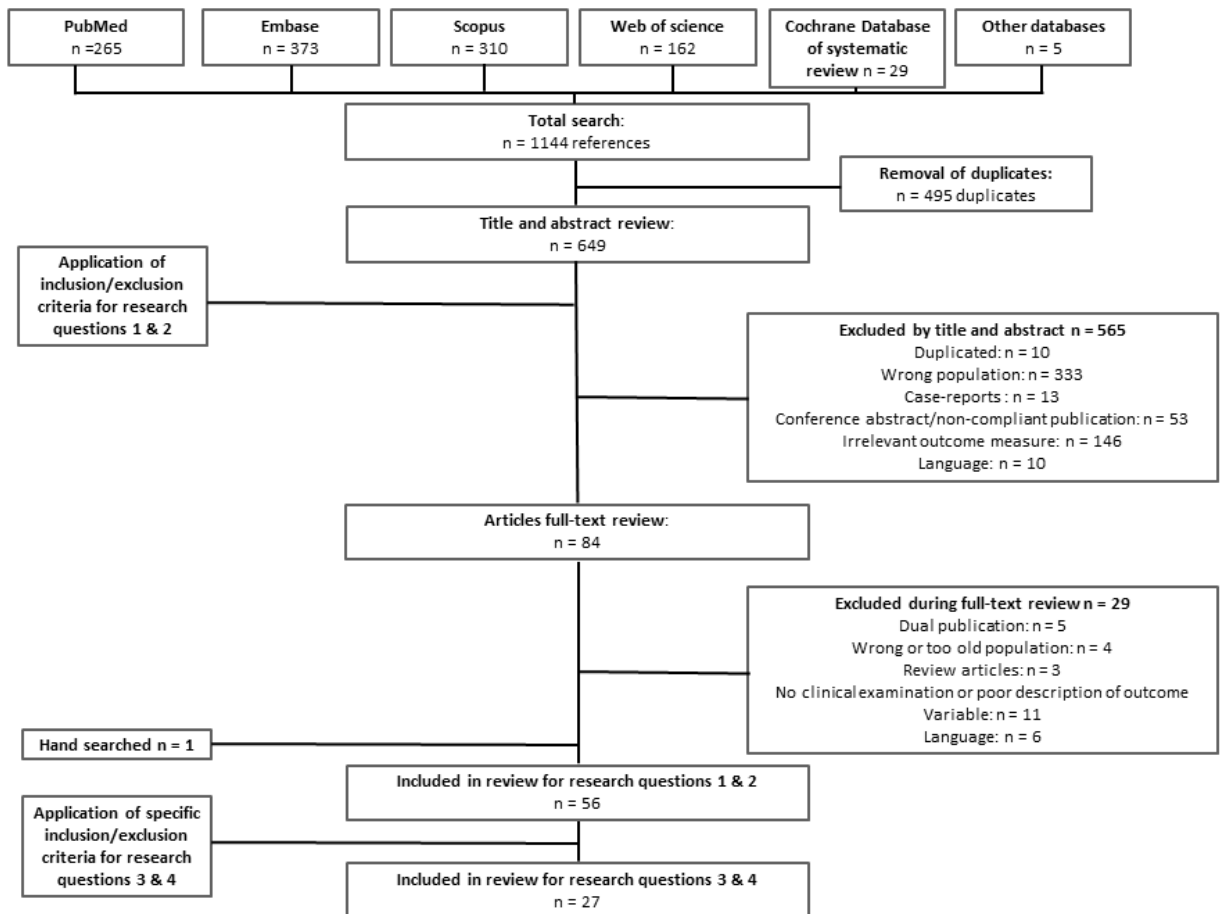 PubMed
n =265
Embase
n = 373
Scopus
n = 310
Web of science
n = 162
Cochrane Database
of systematic
review n = 29
Other databases
n = 5
Total search:
n = 1144 references
Removal of duplicates:
n = 495 duplicates
Title and abstract review:
n = 649
Application of
inclusion/exclusion
criteria for research
questions 1 & 2
Excluded by title and abstract n = 565
Duplicated: n = 10
Wrong population: n = 333
Case-reports : n = 13
Conference abstract/non-compliant publication: n = 53
Irrelevant outcome measure: n = 146
Language: n = 10
Articles full-text review:
n = 84
Excluded during full-text review n = 29
Dual publication: n = 5
Wrong or too old population: n = 4
Review articles: n = 3
No clinical examination or poor description of outcome
Variable: n = 11
Language: n = 6
Hand searched n = 1
Included in review for research questions 1 & 2
n = 56
Application of specific
inclusion/exclusion
criteria for research
questions 3 & 4
Included in review for research questions 3 & 4
n = 27